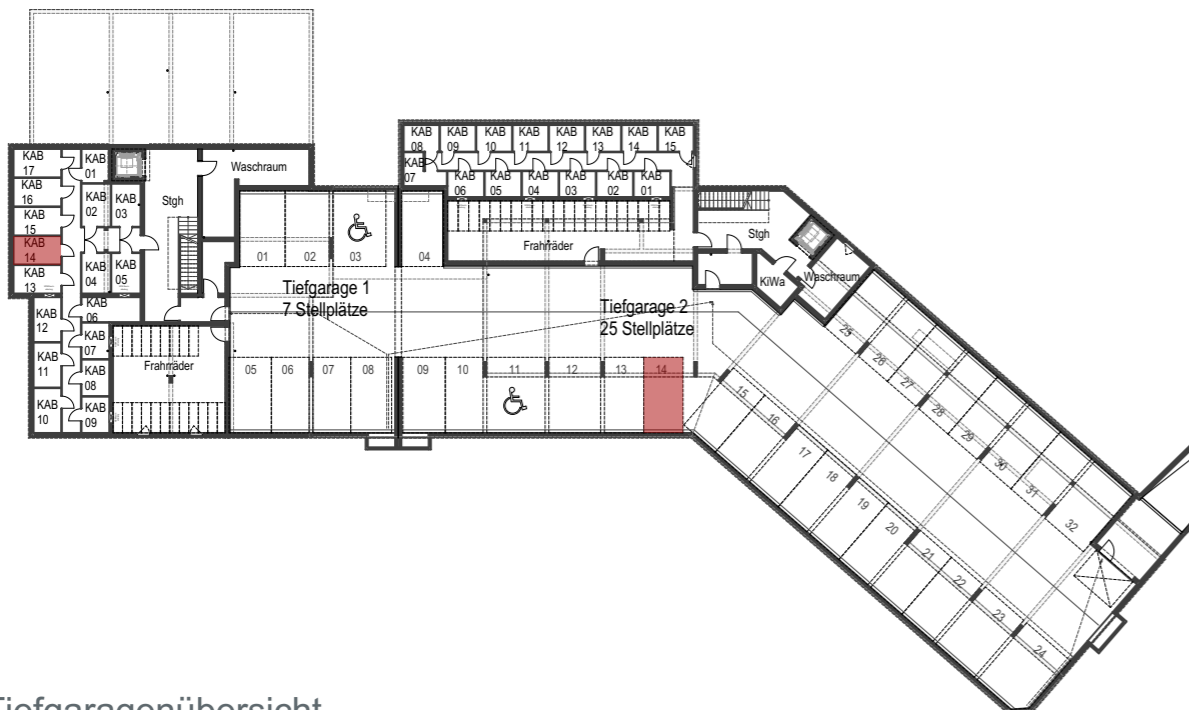 KAB 17
KAB 01
KAB 16
KAB 02
KAB 03
KAB 15
KAB 14
KAB 13
KAB 04
KAB 05
KAB 06
KAB 12
KAB 07
KAB 11
KAB 08
KAB 10
KAB 09
Stgh
Waschraum
Frahrräder
KAB 08
KAB 09
KAB 10
KAB 11
KAB 12
KAB 13
KAB 14
KAB 15
KAB 07
KAB 06
KAB 05
KAB 04
KAB 03
KAB 02
KAB 01
Frahrräder
Stgh
KiWa
Waschraum
01
02
03
04
Tiefgarage 1
7 Stellplätze
Tiefgarage 2
25 Stellplätze
05
06
07
08
09
10
11
12
13
14
15
16
17
18
19
20
21
22
23
24
25
26
27
28
29
30
31
32
Tiefgaragenübersicht